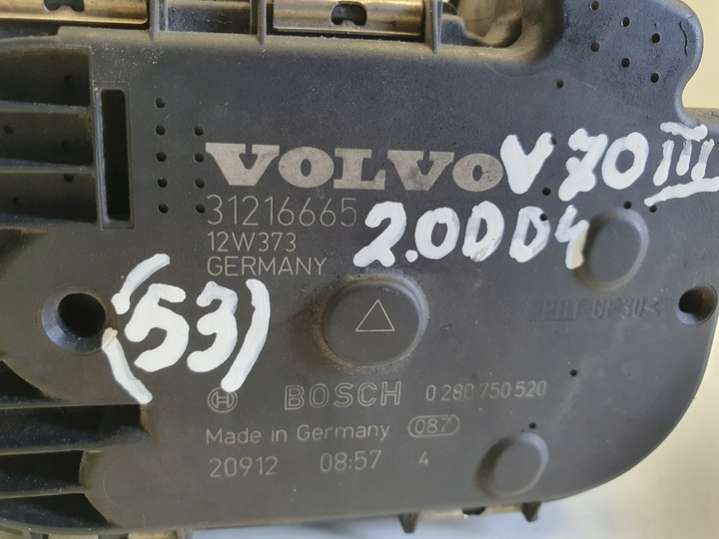 VOLVO V70 III
31216665 2.0D D4
12W373
GERMANY
(53)
BOSCH 0 280 750 520
Made in Germany 087
20912 08:57 4